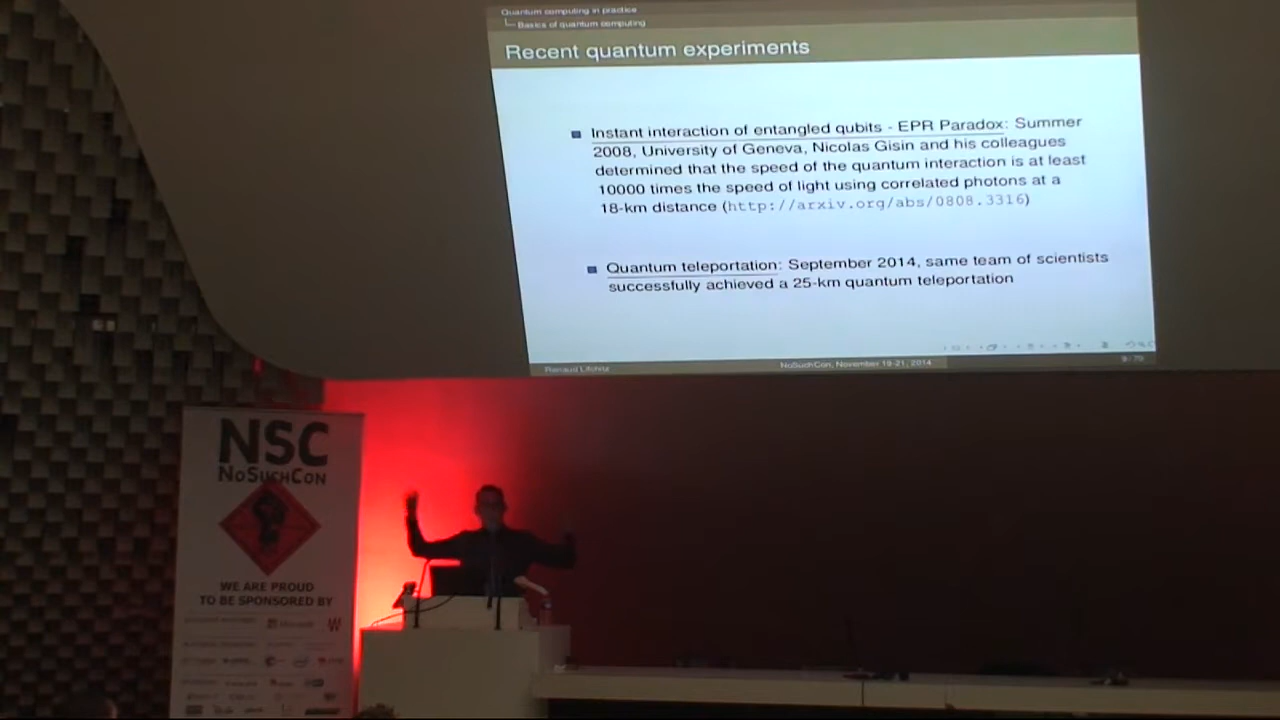 Quantum computing in practice
Basics of quantum computing
Recent quantum experiments
Instant interaction of entangled qubits - EPR Paradox: Summer
2008, University of Geneva, Nicolas Gisin and his colleagues
determined that the speed of the quantum interaction is at least
10000 times the speed of light using correlated photons at a
18-km distance (http://arxiv.org/abs/0808.3316)
Quantum teleportation: September 2014, same team of scientists
successfully achieved a 25-km quantum teleportation
NoSuchCon, November 19-21, 2014
9/70
NSC
NoSuchCon
WE ARE PROUD
TO BE SPONSORED BY
Microsoft